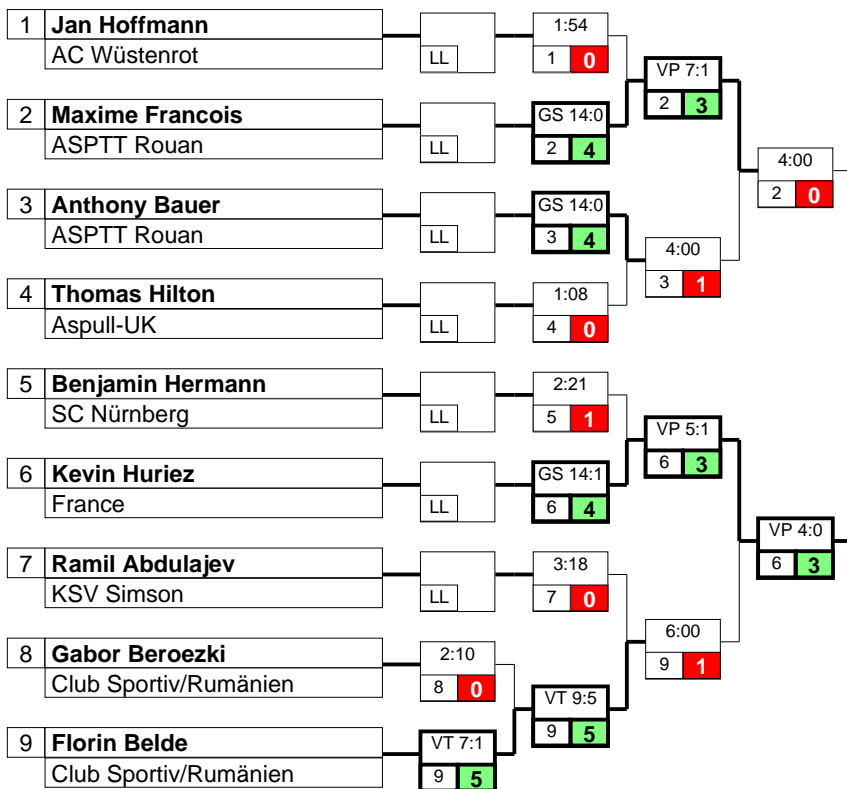 1 Jan Hoffmann
AC Wüstenrot
LL
1:54
1 0
VP 7:1
2 3
2 Maxime Francois
ASPTT Rouan
LL
GS 14:0
2 4
4:00
2 0
3 Anthony Bauer
ASPTT Rouan
LL
GS 14:0
3 4
4:00
3 1
4 Thomas Hilton
Aspull-UK
LL
1:08
4 0
5 Benjamin Hermann
SC Nürnberg
LL
2:21
5 1
VP 5:1
6 3
6 Kevin Huriez
France
LL
GS 14:1
6 4
VP 4:0
6 3
7 Ramil Abdulajev
KSV Simson
LL
3:18
7 0
6:00
9 1
8 Gabor Beroezki
Club Sportiv/Rumänien
2:10
8 0
VT 9:5
9 5
9 Florin Belde
Club Sportiv/Rumänien
VT 7:1
9 5